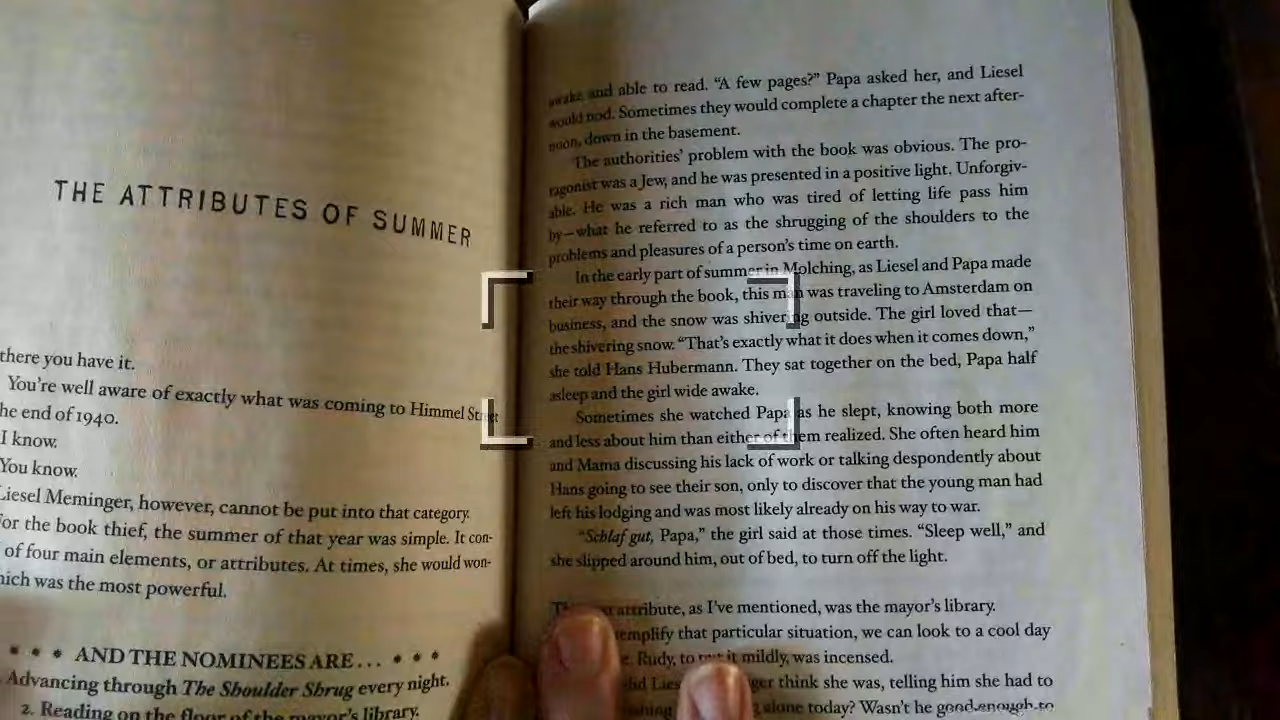 THE ATTRIBUTES OF SUMMER
there you have it.
You're well aware of exactly what was coming to Himmel Street
he end of 1940.
I know.
You know.
Liesel Meminger, however, cannot be put into that category.
For the book thief, the summer of that year was simple. It con-
of four main elements, or attributes. At times, she would won-
hich was the most powerful.
* * * AND THE NOMINEES ARE . . . * * *
Advancing through The Shoulder Shrug every night.
2. Reading on the floor of the mayor's library.
awake and able to read. “A few pages?” Papa asked her, and Liesel
would nod. Sometimes they would complete a chapter the next after-
noon, down in the basement.
The authorities’ problem with the book was obvious. The pro-
tagonist was a Jew, and he was presented in a positive light. Unforgiv-
able. He was a rich man who was tired of letting life pass him
by—what he referred to as the shrugging of the shoulders to the
problems and pleasures of a person’s time on earth.
In the early part of summer in Molching, as Liesel and Papa made
their way through the book, this man was traveling to Amsterdam on
business, and the snow was shivering outside. The girl loved that—
the shivering snow. “That’s exactly what it does when it comes down,”
she told Hans Hubermann. They sat together on the bed, Papa half
asleep and the girl wide awake.
Sometimes she watched Papa as he slept, knowing both more
and less about him than either of them realized. She often heard him
and Mama discussing his lack of work or talking despondently about
Hans going to see their son, only to discover that the young man had
left his lodging and was most likely already on his way to war.
“Schlaf gut, Papa,” the girl said at those times. “Sleep well,” and
she slipped around him, out of bed, to turn off the light.
attribute, as I’ve mentioned, was the mayor’s library.
emplify that particular situation, we can look to a cool day
Rudy, to put it mildly, was incensed.
think she was, telling him she had to
alone today? Wasn’t he good enough to